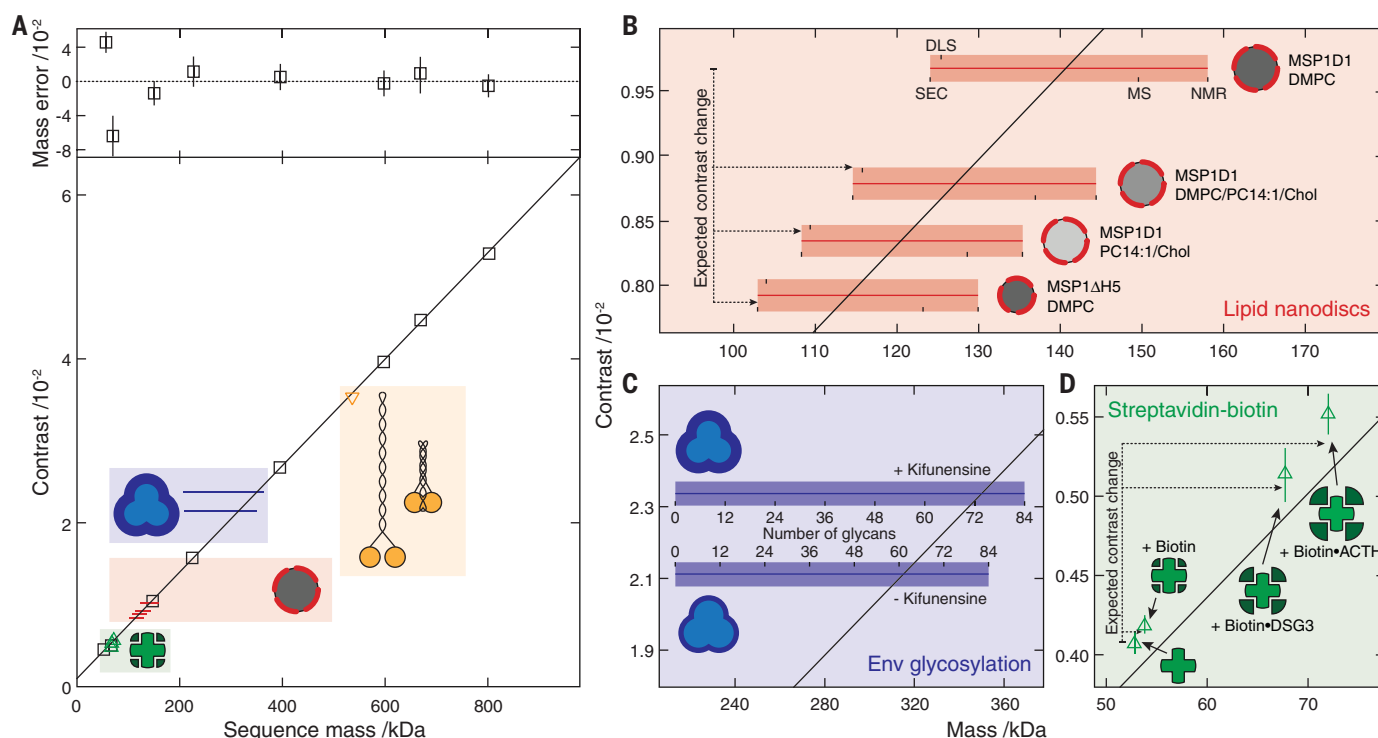 A
Mass error /10-2
4
0
-4
-8
Contrast /10-2
6
4
2
0
0
200
400
600
800
Sequence mass /kDa
B
Contrast /10-2
0.95
0.90
0.85
0.80
Expected contrast change
DLS
SEC
MS
NMR
MSP1D1
DMPC
MSP1D1
DMPC/PC14:1/Chol
MSP1D1
PC14:1/Chol
MSP1ΔH5
DMPC
Lipid nanodiscs
100
110
120
130
140
150
160
170
C
2.5
2.3
2.1
1.9
+ Kifunensine
0 12 24 36 48 60 72 84
Number of glycans
0 12 24 36 48 60 72 84
- Kifunensine
Env glycosylation
240
280
320
360
Mass /kDa
D
Streptavidin-biotin
0.55
0.50
0.45
0.40
Expected contrast change
+ Biotin
+ Biotin•DSG3
+ Biotin•ACTH
50
60
70